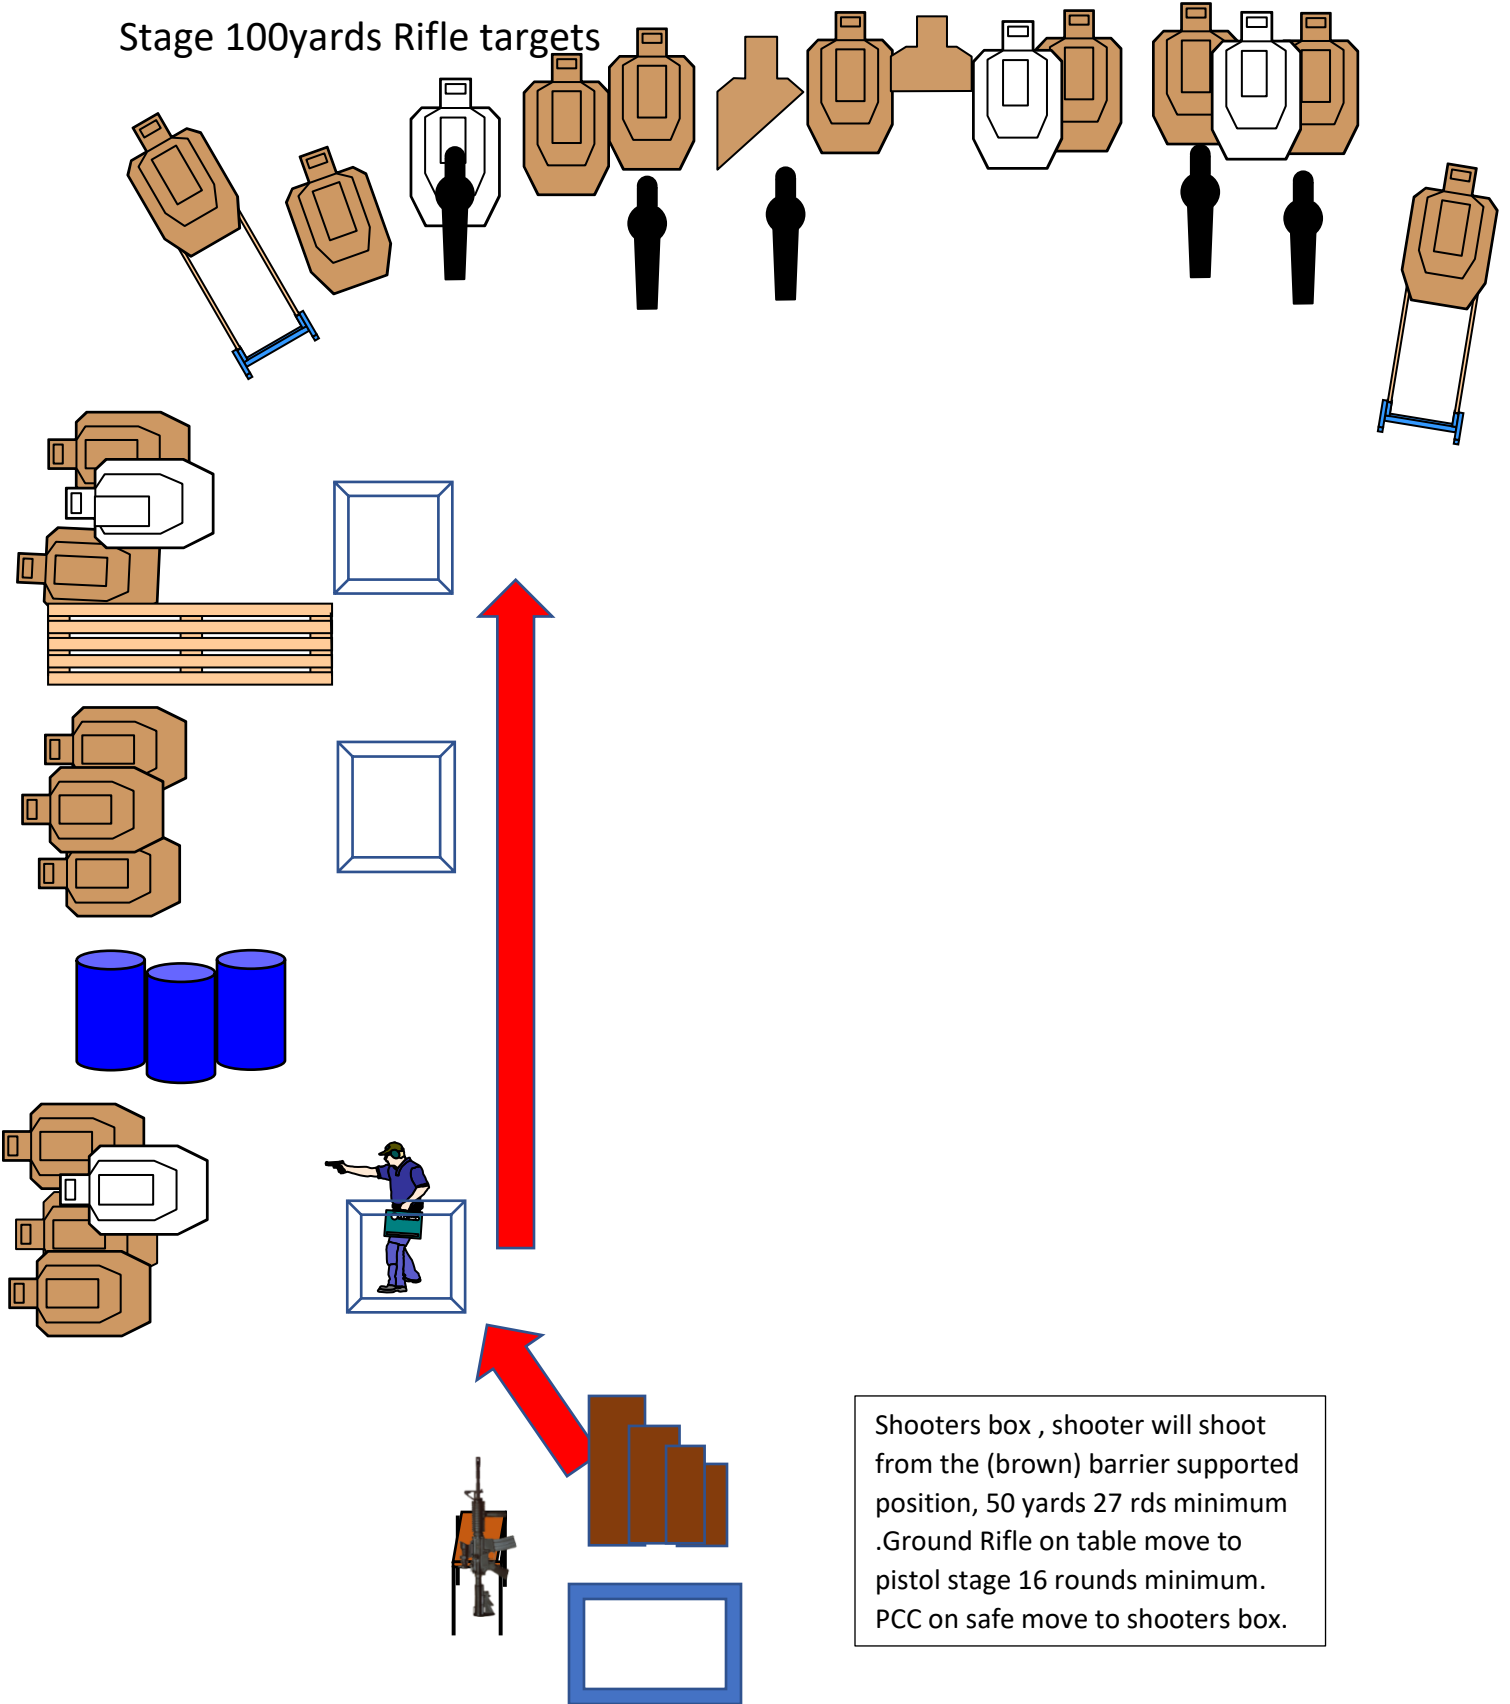 Stage 100yards Rifle targets
Shooters box , shooter will shoot
from the (brown) barrier supported
position, 50 yards 27 rds minimum
.Ground Rifle on table move to
pistol stage 16 rounds minimum.
PCC on safe move to shooters box.